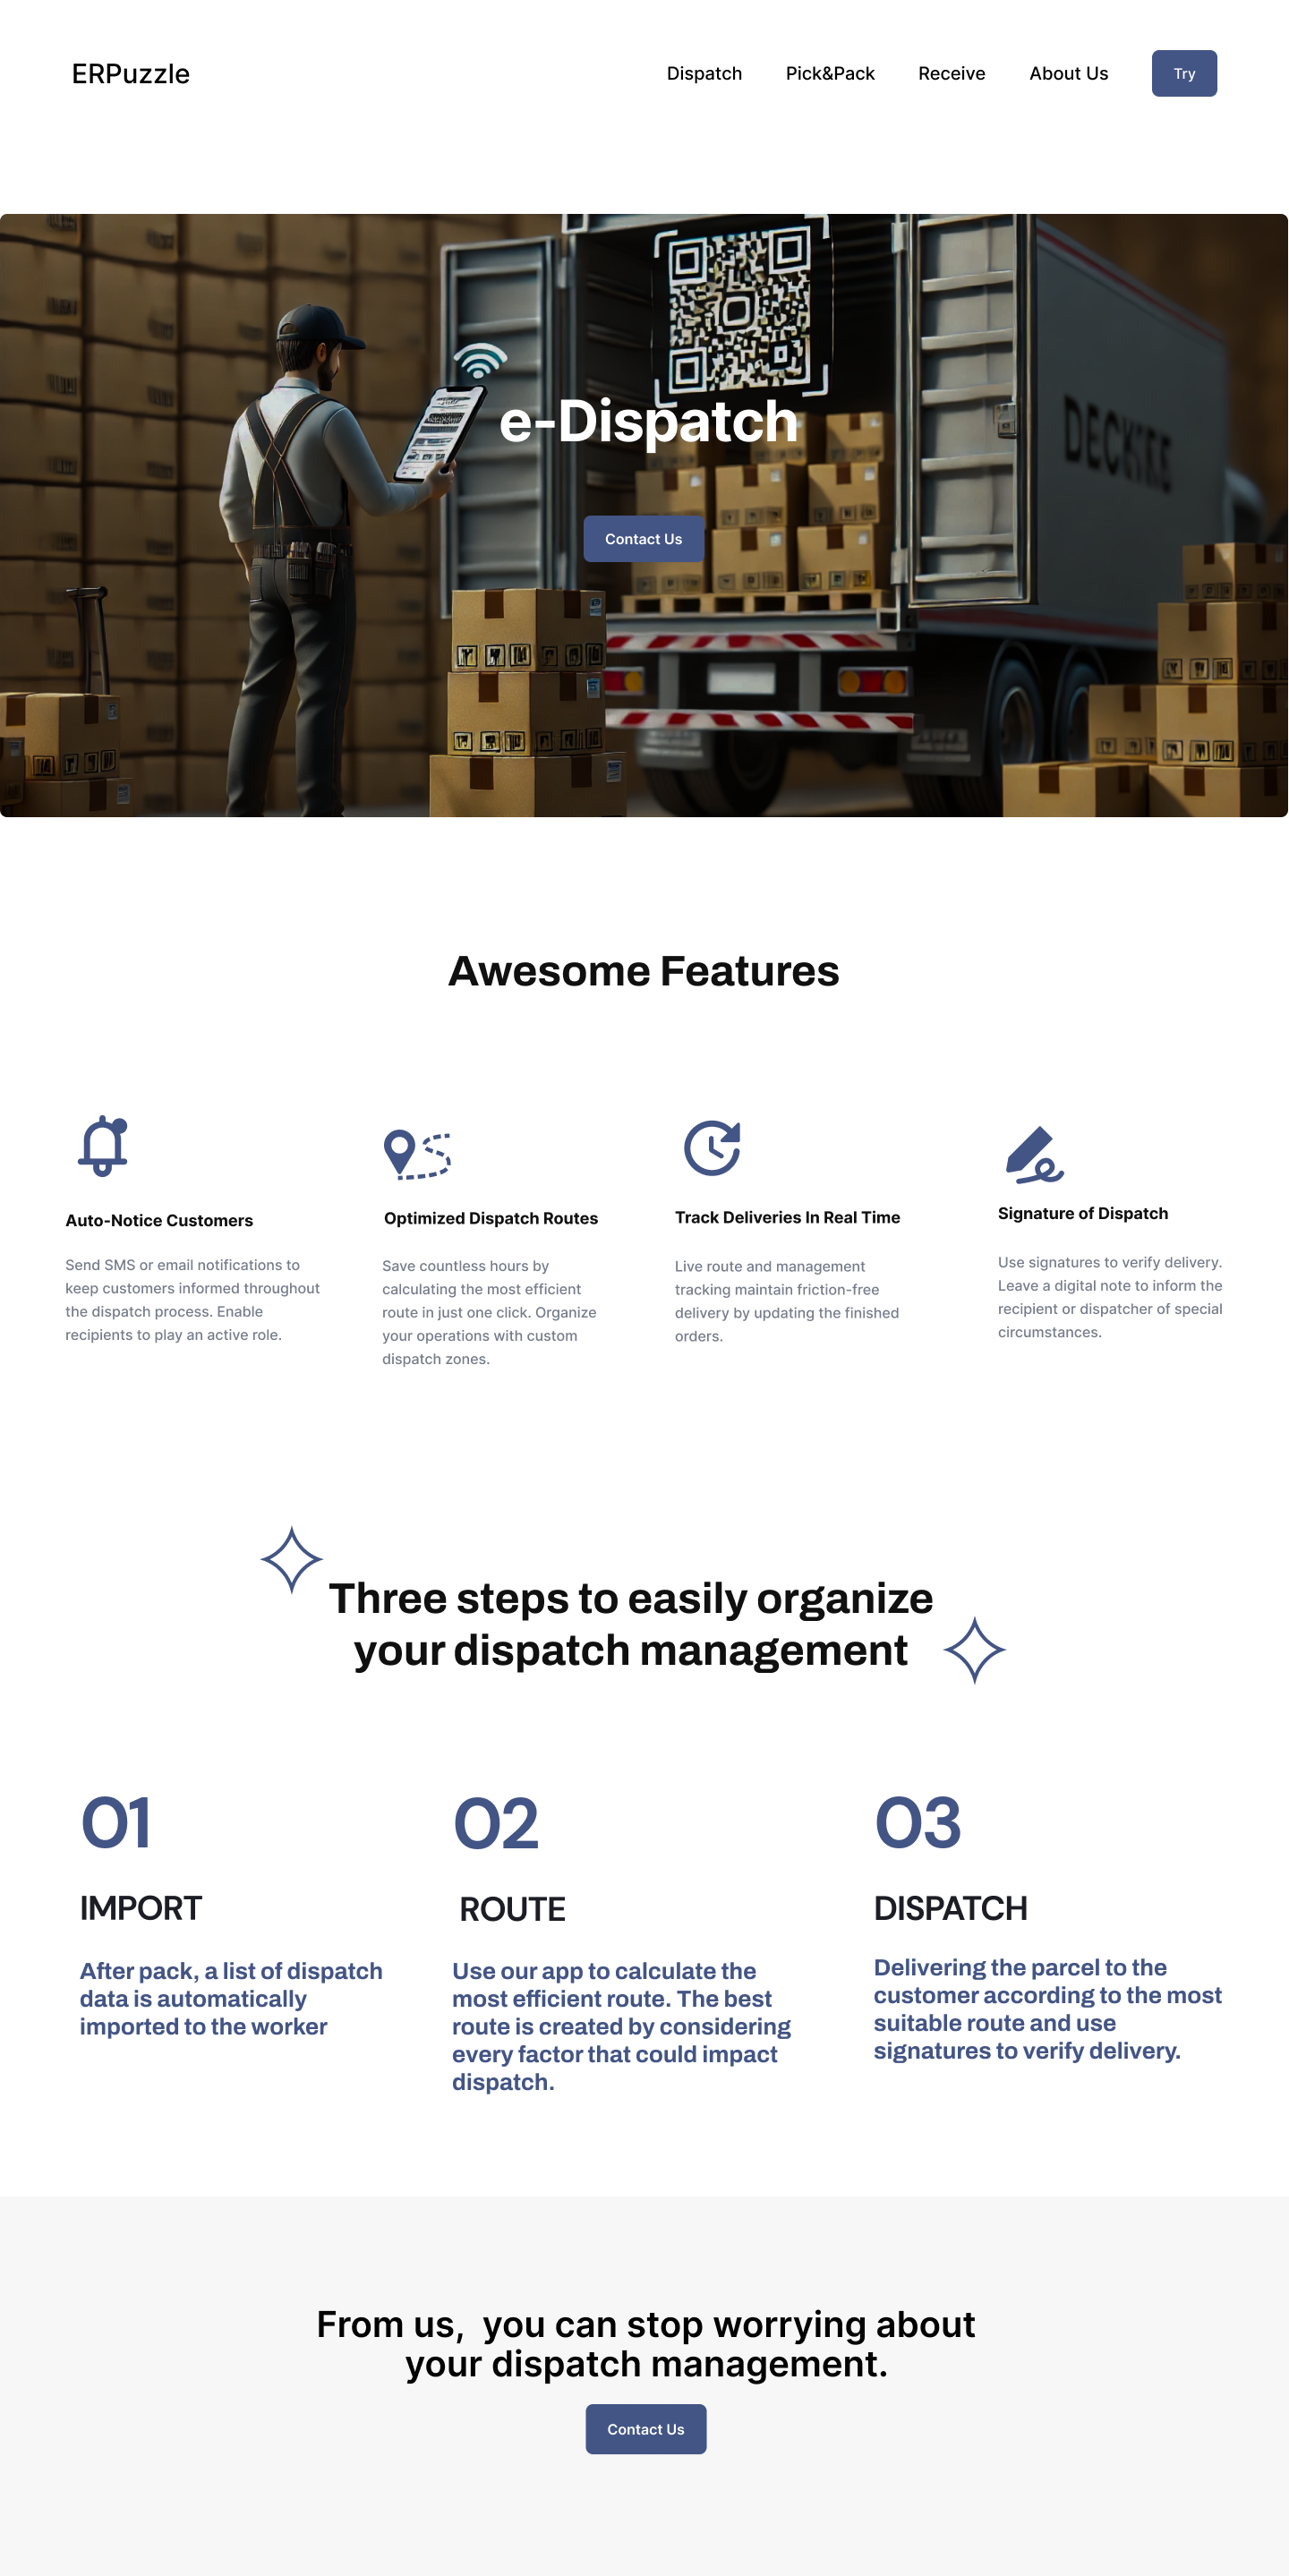 ERPuzzle
Dispatch
Pick&Pack
Receive
About Us
Try
e-Dispatch
Contact Us
Awesome Features
Auto-Notice Customers
Send SMS or email notifications to
keep customers informed throughout
the dispatch process. Enable
recipients to play an active role.
Optimized Dispatch Routes
Save countless hours by
calculating the most efficient
route in just one click. Organize
your operations with custom
dispatch zones.
Track Deliveries In Real Time
Live route and management
tracking maintain friction-free
delivery by updating the finished
orders.
Signature of Dispatch
Use signatures to verify delivery.
Leave a digital note to inform the
recipient or dispatcher of special
circumstances.
Three steps to easily organize
your dispatch management
01
IMPORT
After pack, a list of dispatch
data is automatically
imported to the worker
02
ROUTE
Use our app to calculate the
most efficient route. The best
route is created by considering
every factor that could impact
dispatch.
03
DISPATCH
Delivering the parcel to the
customer according to the most
suitable route and use
signatures to verify delivery.
From us,  you can stop worrying about
your dispatch management.
Contact Us